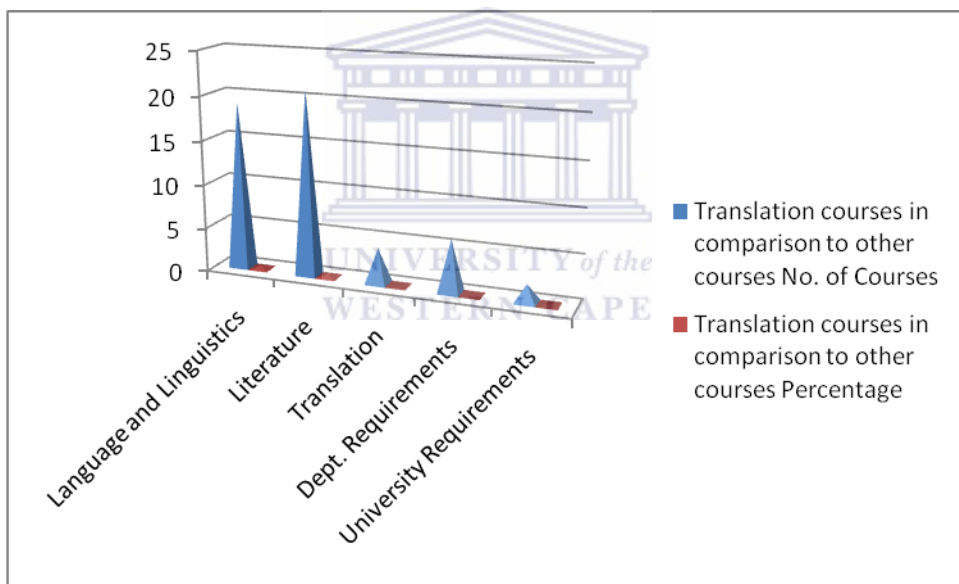 25
20
15
10
5
0
Language and Linguistics
Literature
Translation
Dept. Requirements
University Requirements
Translation courses in
comparison to other
courses No. of Courses
Translation courses in
comparison to other
courses Percentage
UNIVERSITY of the
WESTERN CAPE